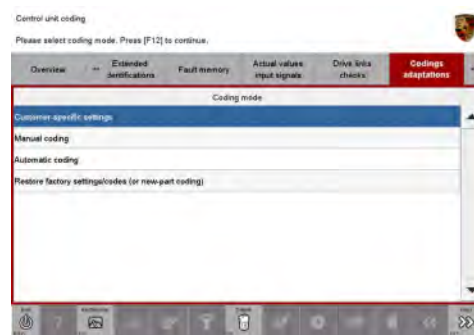 Control unit coding
Please select coding mode. Press [F12] to continue.
Overview
Extended
identifications
Fault memory
Actual values
input signals
Drive links
checks
Codings
adaptations
Coding mode
Customer-specific settings
Manual coding
Automatic coding
Restore factory settings/codes (or new-part coding)